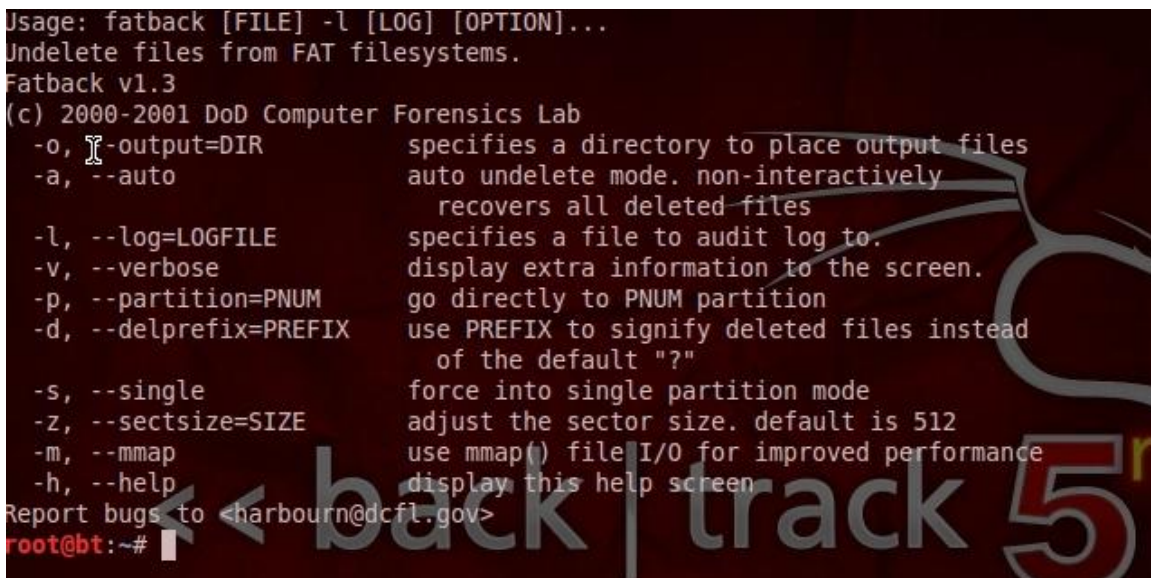 Usage: fatback [FILE] -l [LOG] [OPTION]...
Undelete files from FAT filesystems.
Fatback v1.3
(c) 2000-2001 DoD Computer Forensics Lab
-o, --output=DIR specifies a directory to place output files
-a, --auto auto undelete mode. non-interactively
recovers all deleted files
-l, --log=LOGFILE specifies a file to audit log to.
-v, --verbose display extra information to the screen.
-p, --partition=PNUM go directly to PNUM partition
-d, --delprefix=PREFIX use PREFIX to signify deleted files instead
of the default "?"
-s, --single force into single partition mode
-z, --sectsize=SIZE adjust the sector size. default is 512
-m, --mmap use mmap() file I/O for improved performance
-h, --help display this help screen
Report bugs to <harbourn@dcfl.gov>
root@bt:~#
<< back | track 5 r